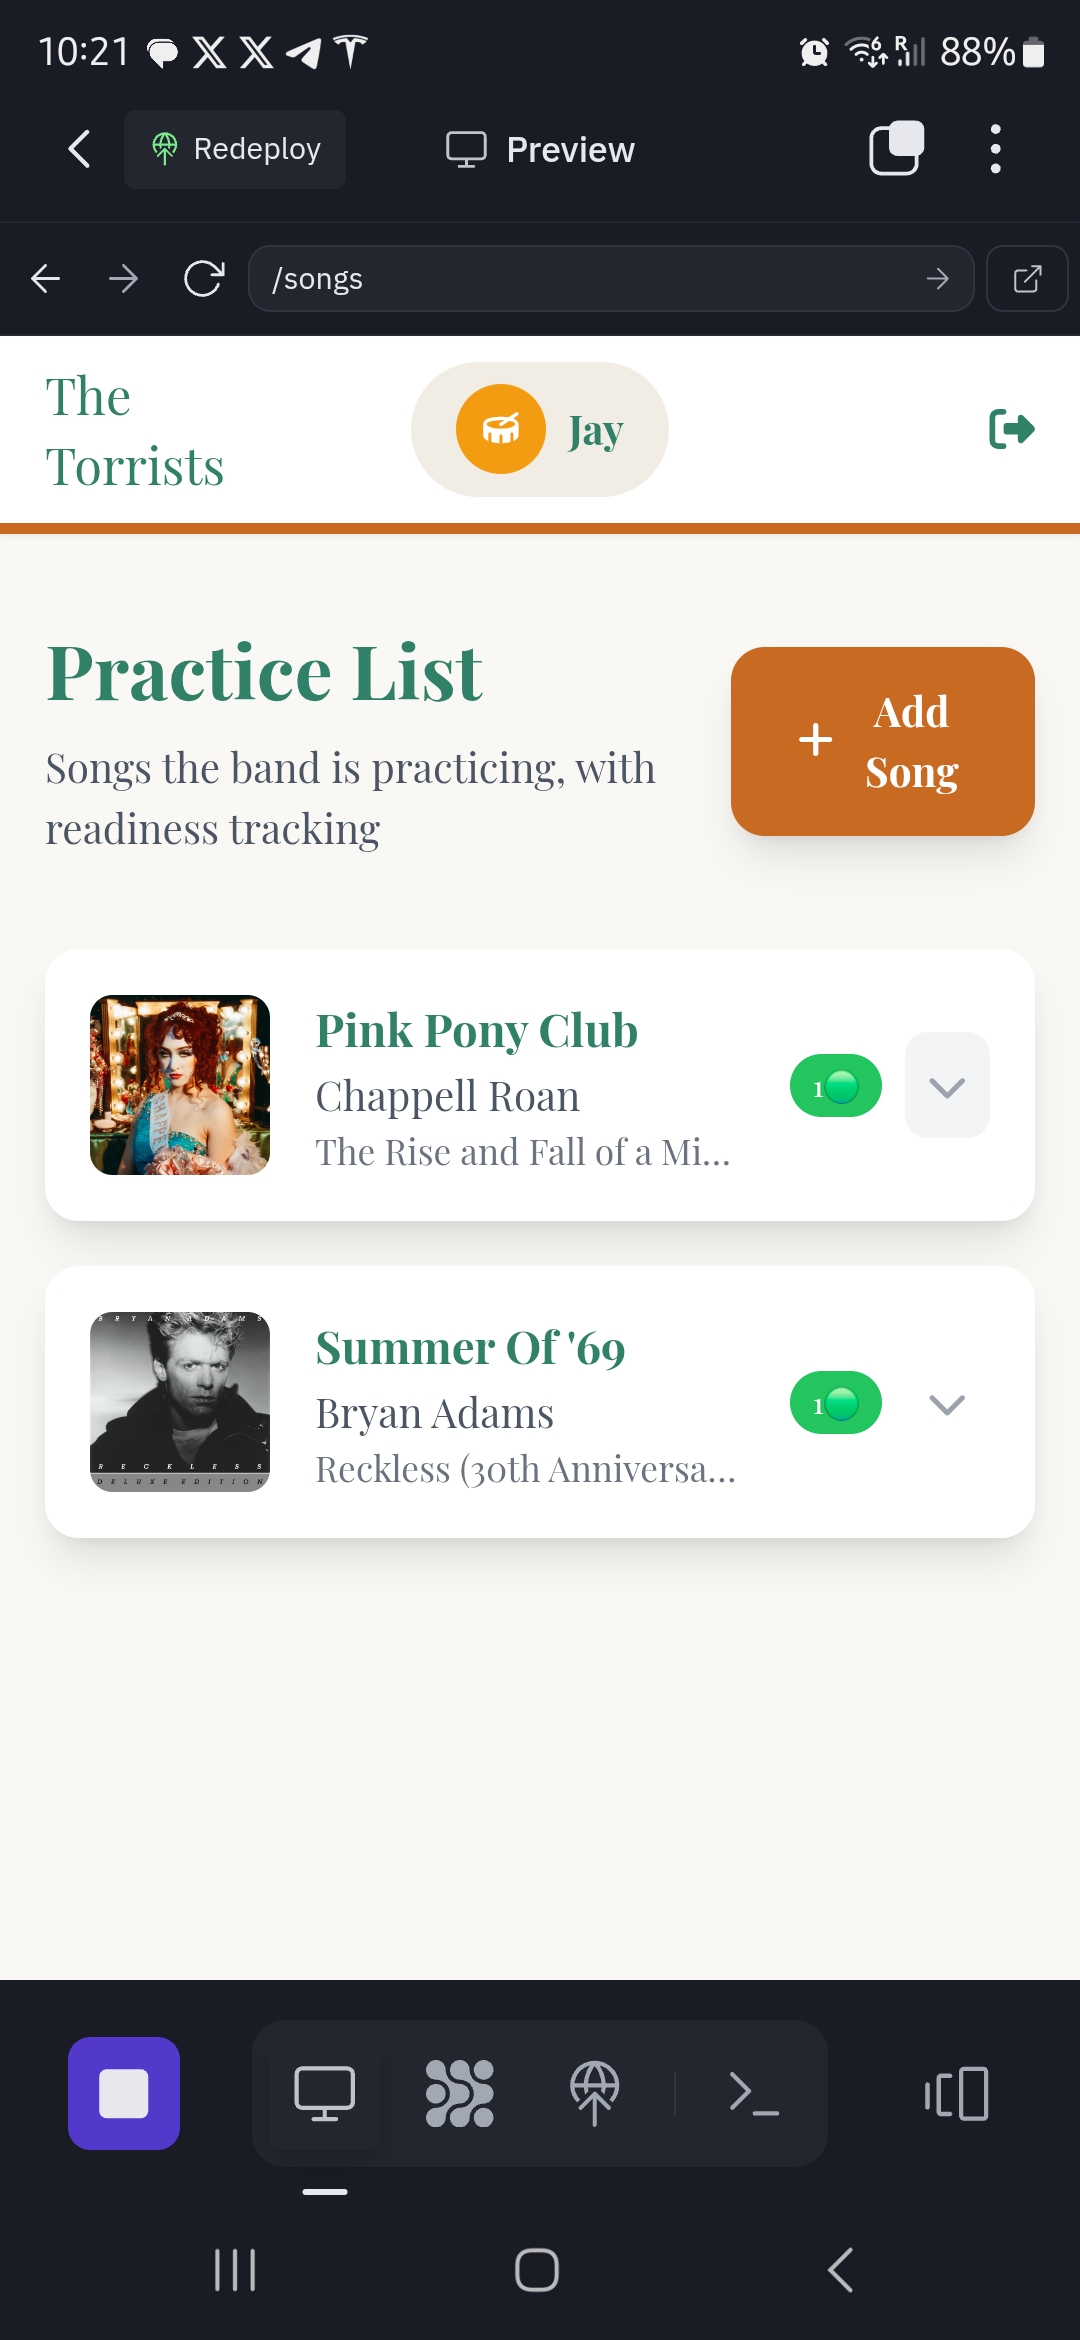 10:21
88%
Redeploy
Preview
/songs
The
Torrists
Jay
Practice List
Songs the band is practicing, with
readiness tracking
Add
Song
Pink Pony Club
Chappell Roan
The Rise and Fall of a Mi...
1
BRYAN ADAMS
RECKLESS
DELUXE EDITION
Summer Of '69
Bryan Adams
Reckless (30th Anniversa...
1